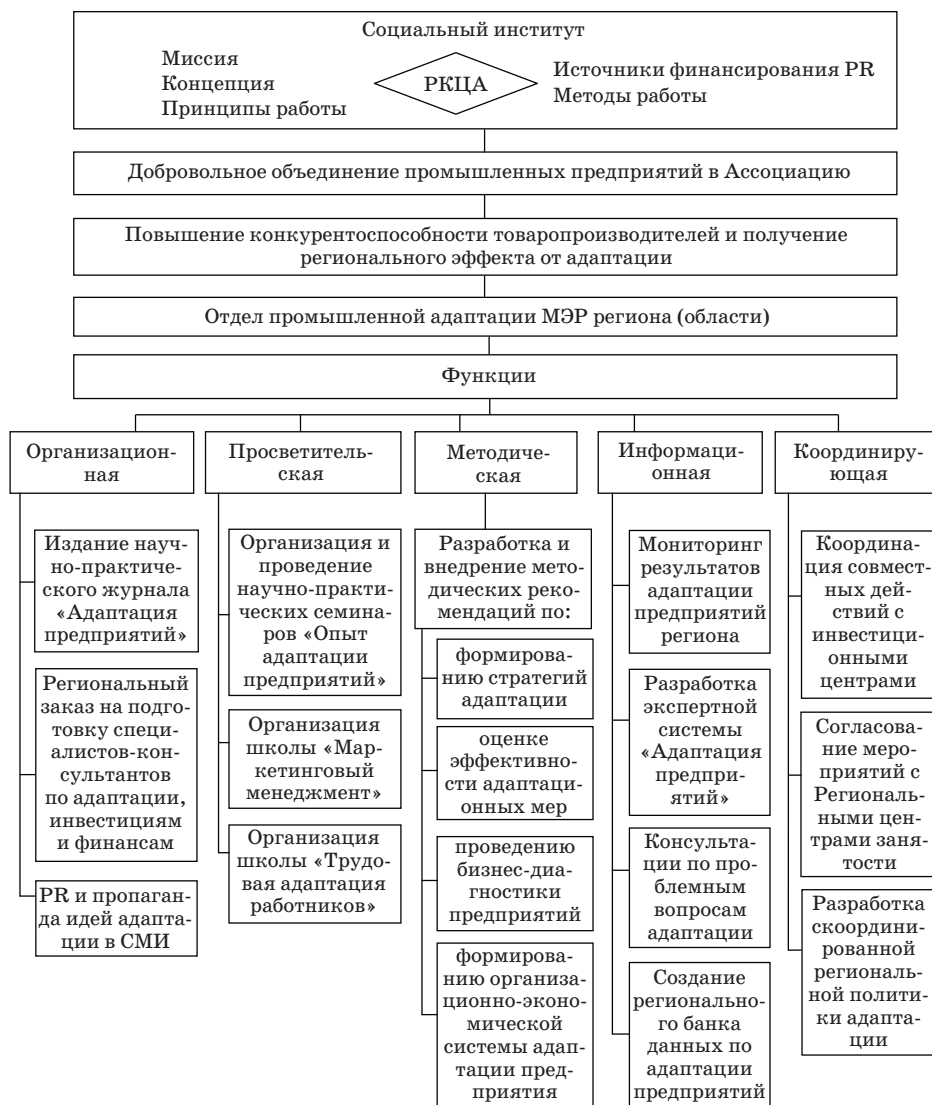 Социальный институт
Миссия
Концепция
Принципы работы
РКЦА
Источники финансирования PR
Методы работы
Добровольное объединение промышленных предприятий в Ассоциацию
Повышение конкурентоспособности товаропроизводителей и получение
регионального эффекта от адаптации
Отдел промышленной адаптации МЭР региона (области)
Функции
Организацион-
ная
Просветитель-
ская
Методиче-
ская
Информаци-
онная
Координиру-
ющая
Издание науч-
но-практиче-
ского журнала
«Адаптация
предприятий»
Региональный
заказ на подго-
товку специ-
алистов-кон-
сультантов
по адаптации,
инвестициям
и финансам
PR и пропаган-
да идей адапта-
ции в СМИ
Организация и
проведение
научно-практи-
ческих семина-
ров «Опыт
адаптации
предприятий»
Организация
школы «Мар-
кетинговый
менеджмент»
Организация
школы «Трудо-
вая адаптация
работников»
Разработка и
внедрение мето-
дических реко-
мендаций по:
формирова-
нию стратегий
адаптации
оценке
эффективно-
сти адаптаци-
онных мер
проведению
бизнес-диа-
гностики
предприятий
формирова-
нию организа-
ционно-эконо-
мической
системы адап-
тации пред-
приятия
Мониторинг
результатов
адаптации
предприятий
региона
Разработка
экспертной
системы
«Адаптация
предпри-
ятий»
Консульта-
ции по про-
блемным
вопросам
адаптации
Создание
регионально-
го банка
данных по
адаптации
предприятий
Координа-
ция совмест-
ных дей-
ствий с
инвестици-
онными
центрами
Согласова-
ние меро-
приятий с
Региональ-
ными цен-
трами заня-
тости
Разработка
скоордини-
рованной
региональ-
ной полити-
ки адапта-
ции